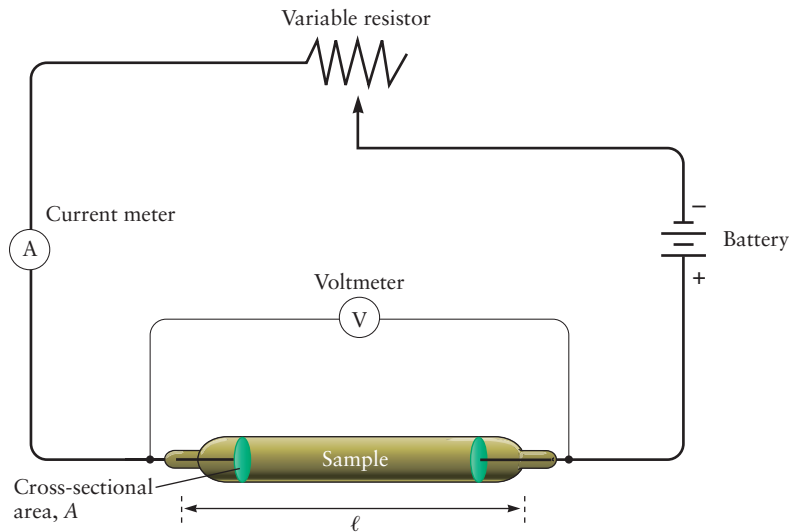 Variable resistor
Current meter
A
−
Battery
+
Voltmeter
V
Sample
Cross-sectional
area, A
ℓ